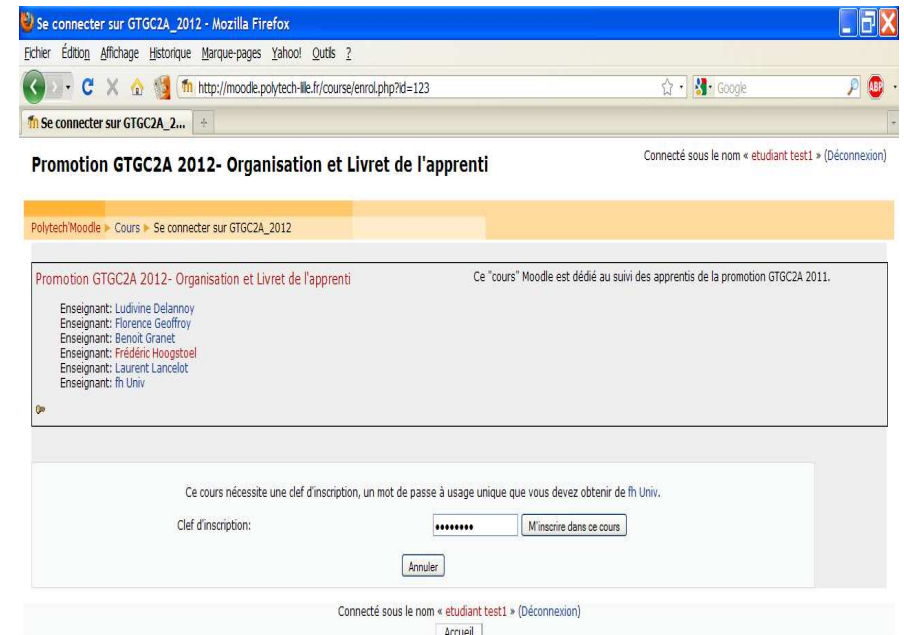 Se connecter sur GTGC2A_2012 - Mozilla Firefox
Fichier Édition Affichage Historique Marque-pages Yahoo! Outils ?
http://moodle.polytech-lille.fr/course/enrol.php?id=123 Google ABP
Se connecter sur GTGC2A_2...
Promotion GTGC2A 2012- Organisation et Livret de l'apprenti
Connecté sous le nom « etudiant test1 » (Déconnexion)
Polytech'Moodle ► Cours ► Se connecter sur GTGC2A_2012
Promotion GTGC2A 2012- Organisation et Livret de l'apprenti
Ce "cours" Moodle est dédié au suivi des apprentis de la promotion GTGC2A 2011.
Enseignant: Ludivine Delannoy
Enseignant: Florence Geoffroy
Enseignant: Benoit Granet
Enseignant: Frédéric Hoogstoel
Enseignant: Laurent Lancelot
Enseignant: fh Univ
Ce cours nécessite une clef d'inscription, un mot de passe à usage unique que vous devez obtenir de fh Univ.
Clef d'inscription: •••••••• M'inscrire dans ce cours
Annuler
Connecté sous le nom « etudiant test1 » (Déconnexion)
Accueil